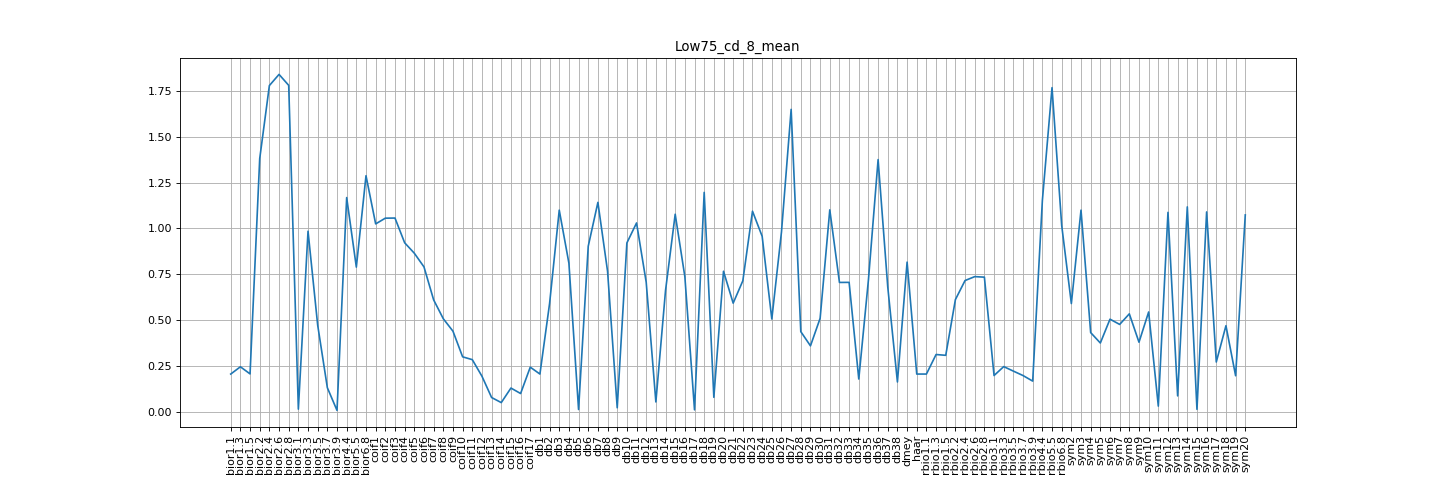 Low75_cd_8_mean
1.75
1.50
1.25
1.00
0.75
0.50
0.25
0.00
bior1.1
bior1.3
bior1.5
bior2.2
bior2.4
bior2.6
bior2.8
bior3.1
bior3.3
bior3.5
bior3.7
bior3.9
bior4.4
bior5.5
bior6.8
coif1
coif2
coif3
coif4
coif5
coif6
coif7
coif8
coif9
coif10
coif11
coif12
coif13
coif14
coif15
coif16
coif17
db1
db2
db3
db4
db5
db6
db7
db8
db9
db10
db11
db12
db13
db14
db15
db16
db17
db18
db19
db20
db21
db22
db23
db24
db25
db26
db27
db28
db29
db30
db31
db32
db33
db34
db35
db36
db37
db38
dmey
haar
rbio1.1
rbio1.3
rbio1.5
rbio2.2
rbio2.4
rbio2.6
rbio2.8
rbio3.1
rbio3.3
rbio3.5
rbio3.7
rbio3.9
rbio4.4
rbio5.5
rbio6.8
sym2
sym3
sym4
sym5
sym6
sym7
sym8
sym9
sym10
sym11
sym12
sym13
sym14
sym15
sym16
sym17
sym18
sym19
sym20